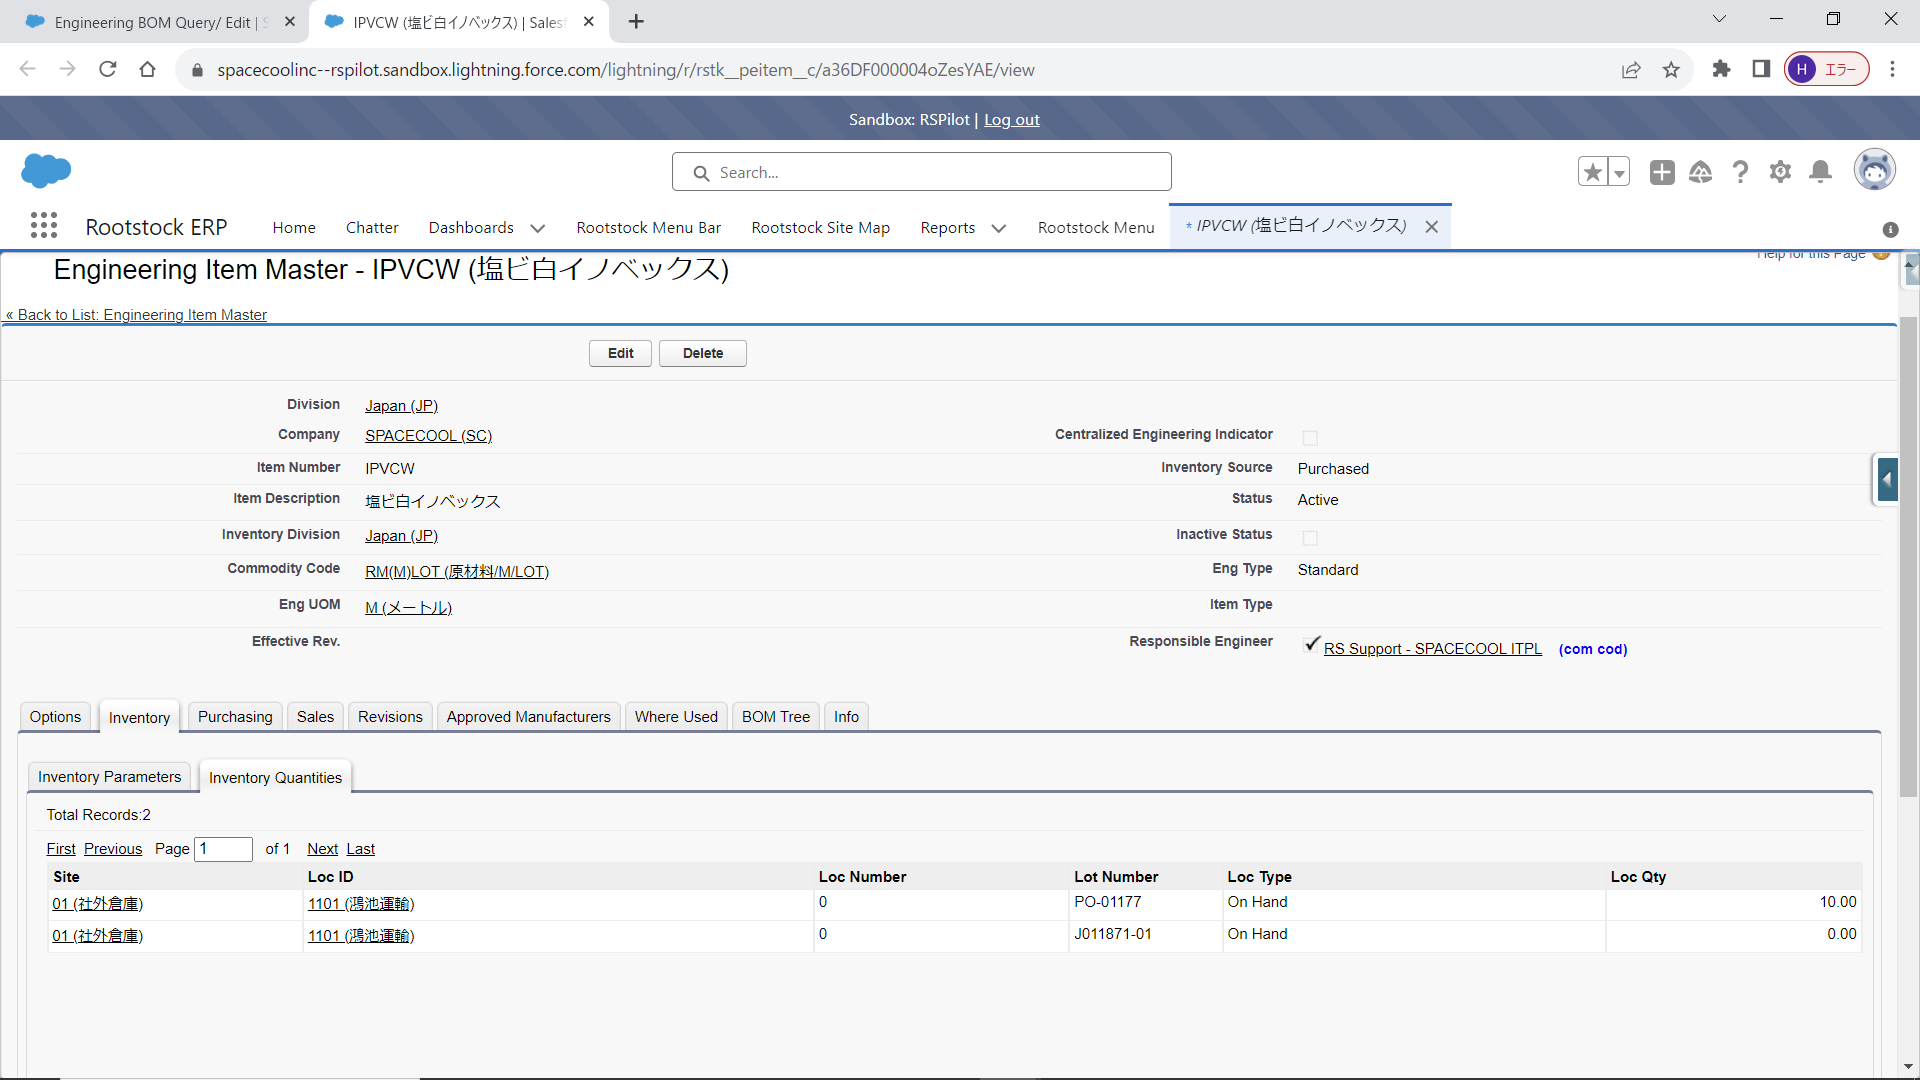 Engineering BOM Query/ Edit | S
IPVCW (塩ビ白イノベックス) | Salesf
spacecoolinc--rspilot.sandbox.lightning.force.com/lightning/r/rstk__peitem__c/a36DF000004oZesYAE/view
H エラー
Sandbox: RSPilot | Log out
Search...
Rootstock ERP Home Chatter Dashboards Rootstock Menu Bar Rootstock Site Map Reports Rootstock Menu * IPVCW (塩ビ白イノベックス)
Help for this Page
Engineering Item Master - IPVCW (塩ビ白イノベックス)
« Back to List: Engineering Item Master
Edit Delete
Division Japan (JP)
Company SPACECOOL (SC) Centralized Engineering Indicator
Item Number IPVCW Inventory Source Purchased
Item Description 塩ビ白イノベックス Status Active
Inventory Division Japan (JP) Inactive Status
Commodity Code RM(M)LOT (原材料/M/LOT) Eng Type Standard
Eng UOM M (メートル) Item Type
Effective Rev. Responsible Engineer RS Support - SPACECOOL ITPL (com cod)
Options Inventory Purchasing Sales Revisions Approved Manufacturers Where Used BOM Tree Info
Inventory Parameters Inventory Quantities
Total Records:2
First Previous Page 1 of 1 Next Last
Site Loc ID Loc Number Lot Number Loc Type Loc Qty
01 (社外倉庫) 1101 (鴻池運輸) 0 PO-01177 On Hand 10.00
01 (社外倉庫) 1101 (鴻池運輸) 0 J011871-01 On Hand 0.00